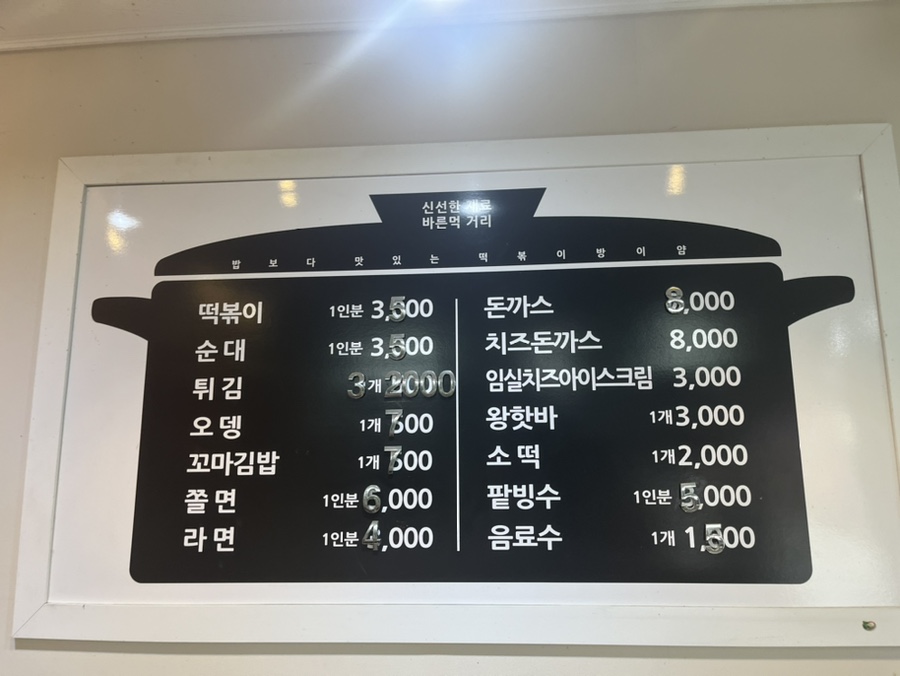 신선한 재료
바른먹 거리
밥 보 다 맛 있 는 떡 볶 이 방 이 얌
떡볶이 1인분 3,500
순 대 1인분 3,500
튀 김 3개 2000
오 뎅 1개 700
꼬마김밥 1개 700
쫄 면 1인분 6,000
라 면 1인분 4,000
돈까스 8,000
치즈돈까스 8,000
임실치즈아이스크림 3,000
왕핫바 1개 3,000
소 떡 1개 2,000
팥빙수 1인분 5,000
음료수 1개 1,500